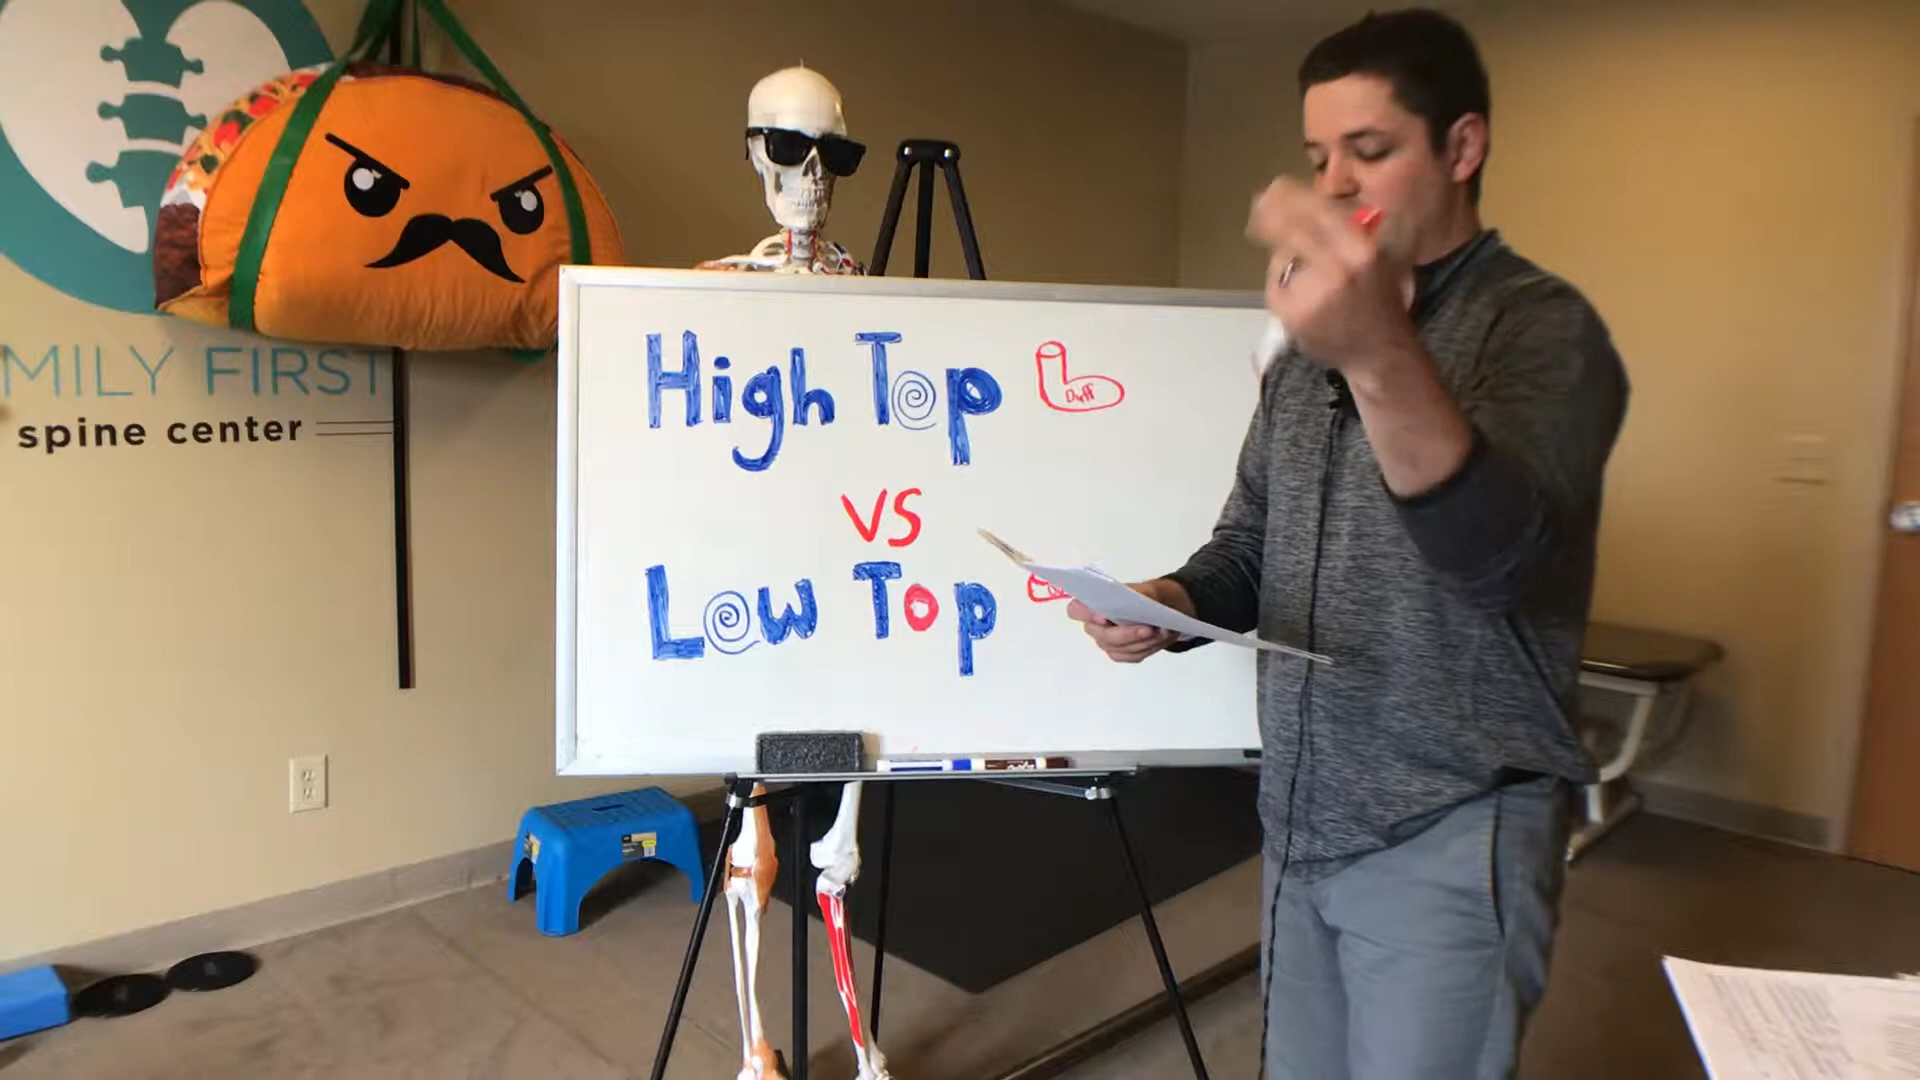 MILY FIRST
spine center
High Top
Duff
VS
Low Top